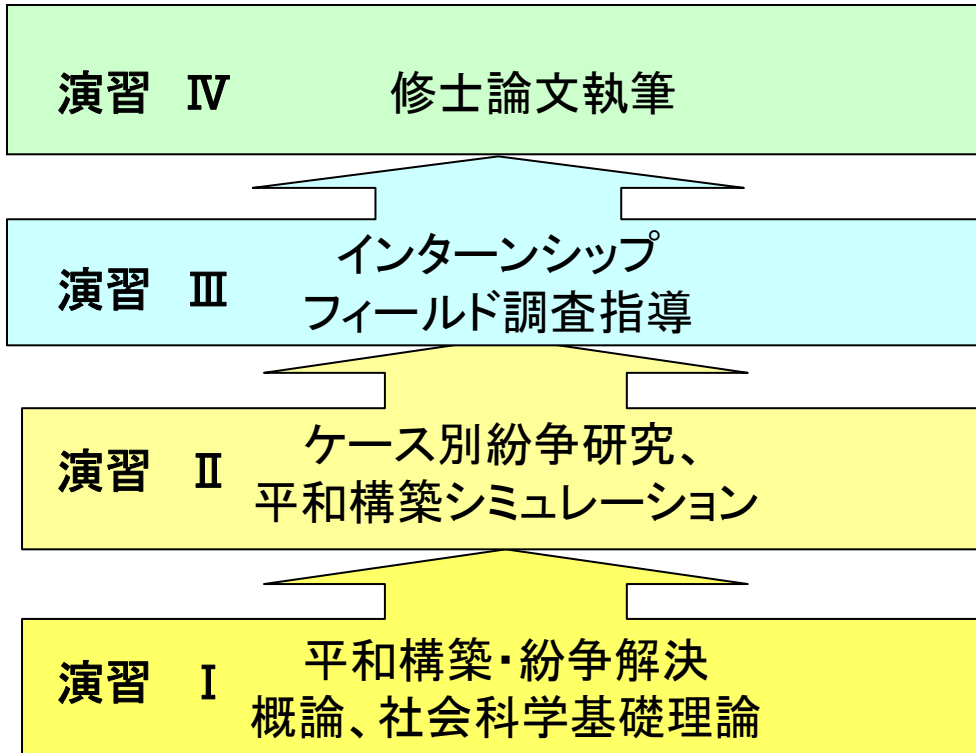 演習 Ⅳ 修士論文執筆
インターンシップ
演習 Ⅲ
フィールド調査指導
ケース別紛争研究、
演習 Ⅱ
平和構築シミュレーション
平和構築・紛争解決
演習 Ⅰ
概論、社会科学基礎理論